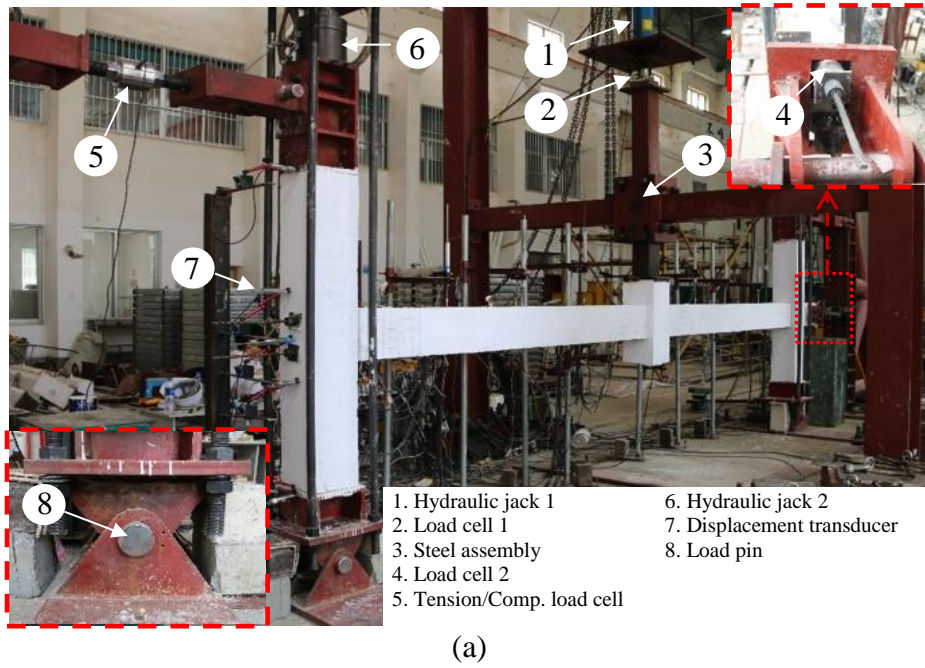 1
6
2
4
5
3
7
8
1. Hydraulic jack 1
2. Load cell 1
3. Steel assembly
4. Load cell 2
5. Tension/Comp. load cell
6. Hydraulic jack 2
7. Displacement transducer
8. Load pin
(a)